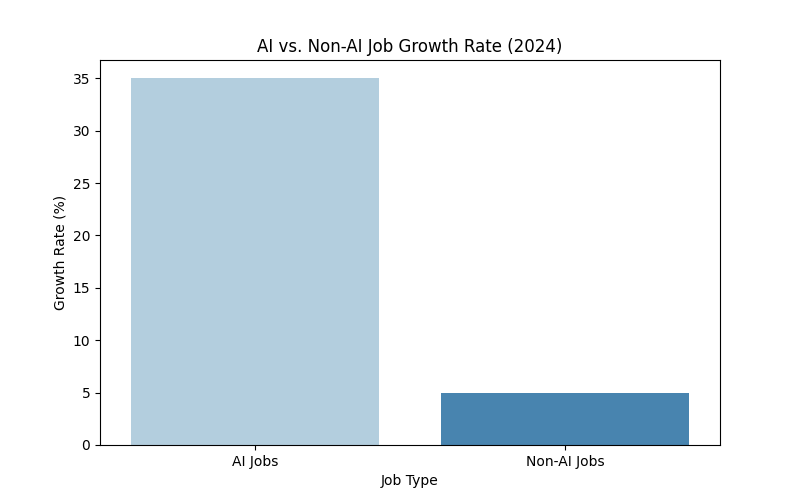 AI vs. Non-AI Job Growth Rate (2024)
35
30
25
20
15
10
5
0
Growth Rate (%)
AI Jobs
Non-AI Jobs
Job Type